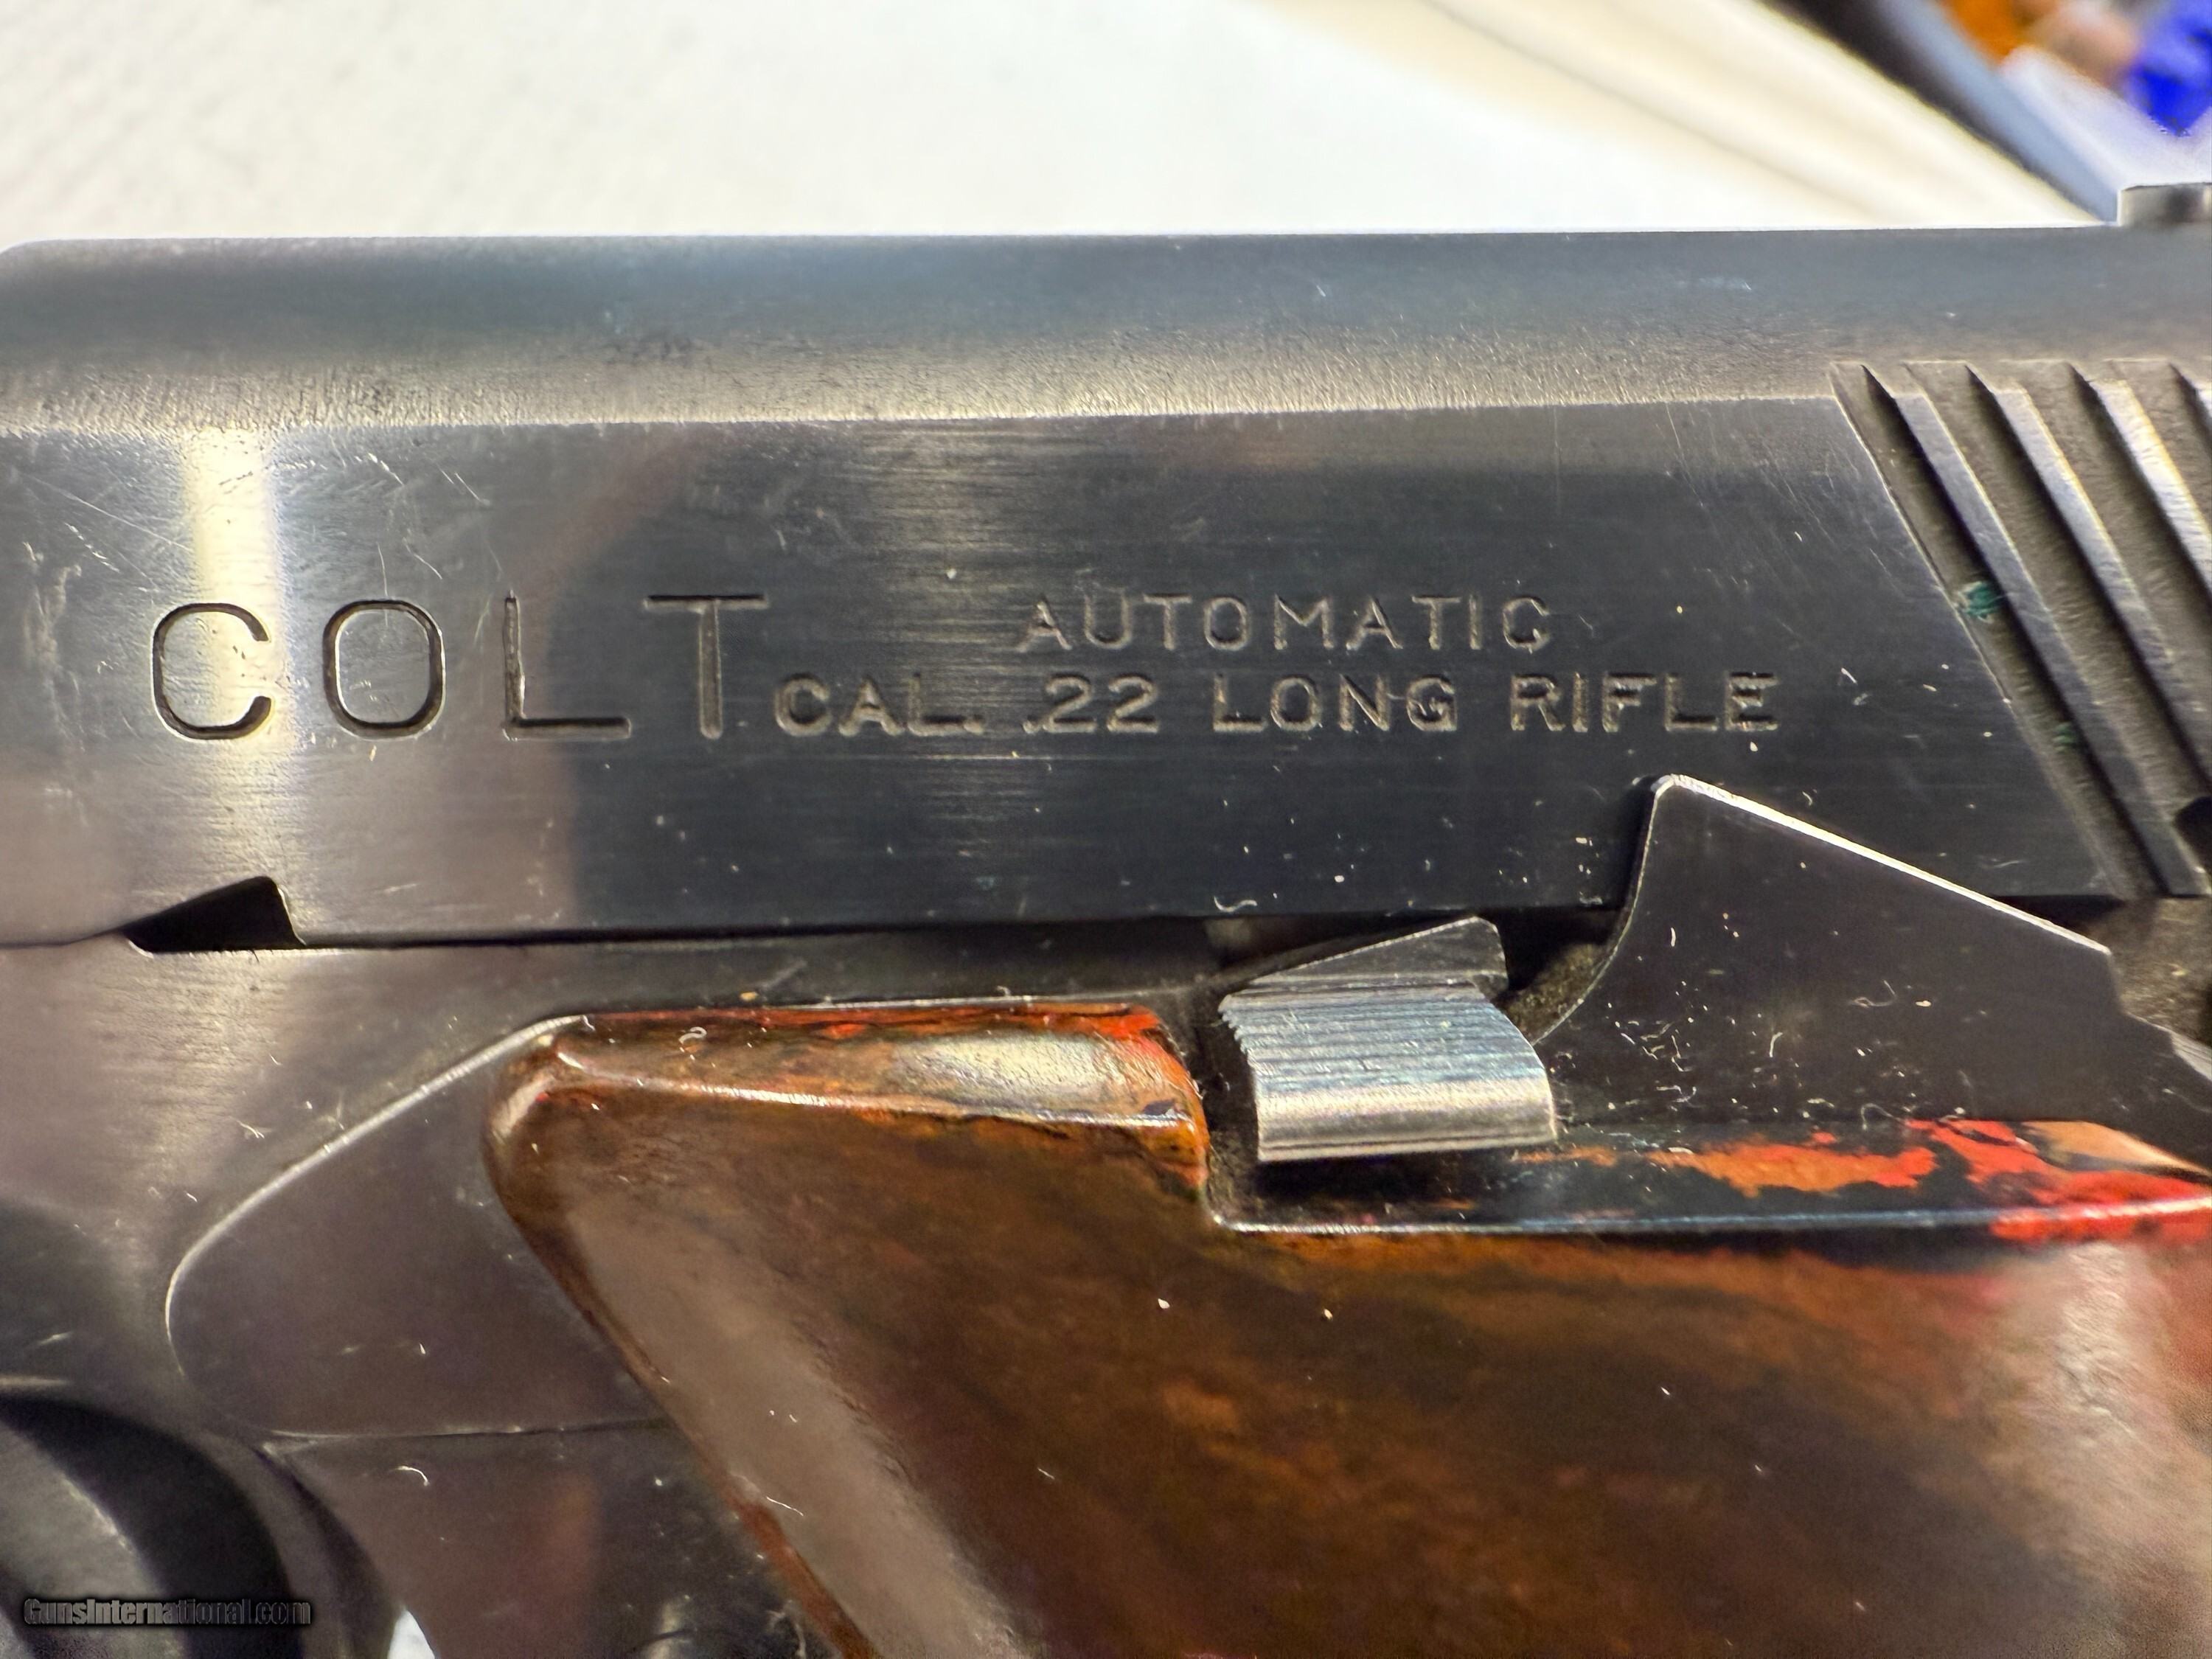 COLT AUTOMATIC
CAL. .22 LONG RIFLE
GunsInternational.com